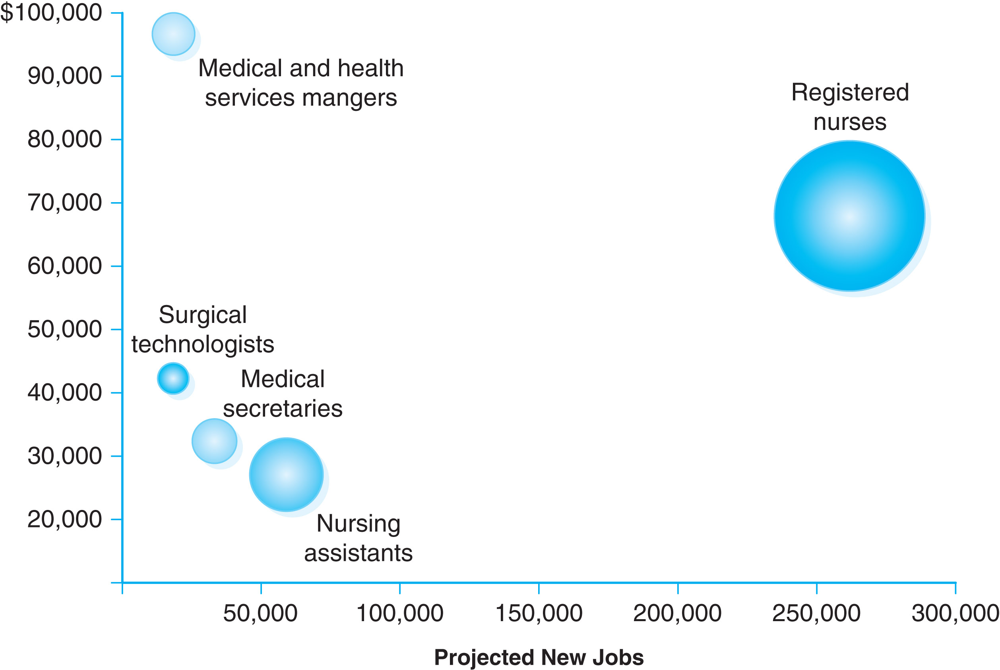 $100,000
90,000
80,000
70,000
60,000
50,000
40,000
30,000
20,000
Medical and health
services mangers
Registered
nurses
Surgical
technologists
Medical
secretaries
Nursing
assistants
50,000
100,000
150,000
200,000
250,000
300,000
Projected New Jobs